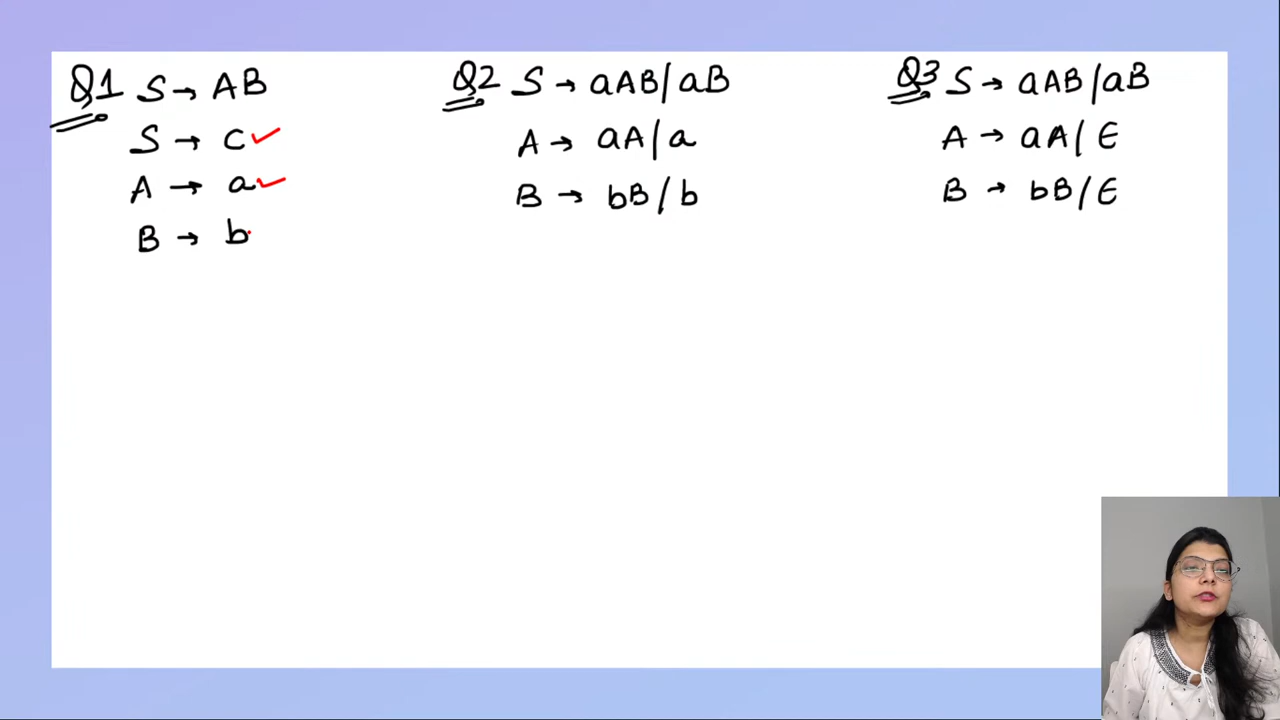 Q1 S → AB
S → c
A → a
B → b
Q2 S → aAB/aB
A → aA/a
B → bB/b
Q3 S → aAB/aB
A → aA/∈
B → bB/∈